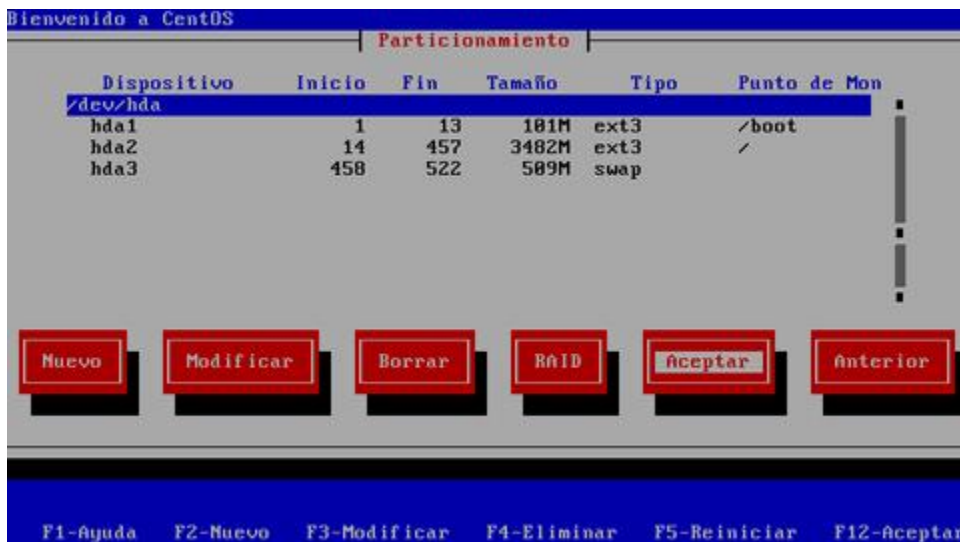 Bienvenido a CentOS
Particionamiento
Dispositivo Inicio Fin Tamaño Tipo Punto de Mon
/dev/hda
hda1 1 13 101M ext3 /boot
hda2 14 457 3482M ext3 /
hda3 458 522 509M swap
Nuevo Modificar Borrar RAID Aceptar Anterior
F1-Ayuda F2-Nuevo F3-Modificar F4-Eliminar F5-Reiniciar F12-Aceptar